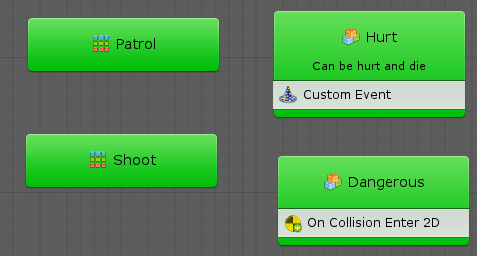 Patrol
Hurt
Can be hurt and die
Custom Event
Shoot
Dangerous
On Collision Enter 2D